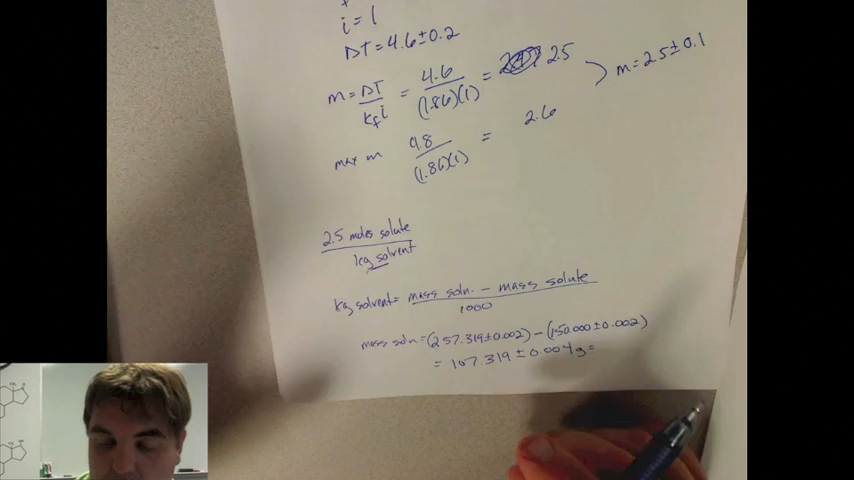 i = 1
DT = 4.6 ± 0.2
m = DT / Kf i = 4.6 / (1.86)(1) = 2.5 > m = 2.5 ± 0.1
max m 4.8 / (1.86)(1) = 2.6
2.5 moles solute / kg solvent
kg solvent = mass soln. - mass solute / 1000
mass soln = (257.319 ± 0.002) - (150.000 ± 0.002)
= 107.319 ± 0.004 g =